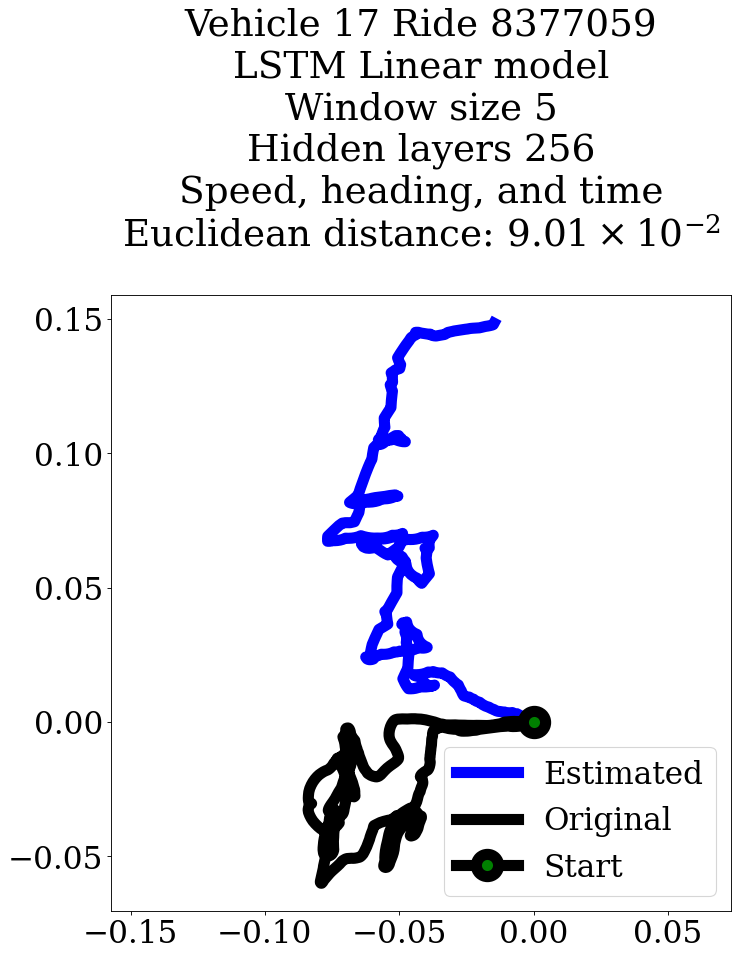 Vehicle 17 Ride 8377059
LSTM Linear model
Window size 5
Hidden layers 256
Speed, heading, and time
Euclidean distance: 9.01 × 10⁻²
0.15
0.10
0.05
0.00
−0.05
Estimated
Original
Start
−0.15
−0.10
−0.05
0.00
0.05